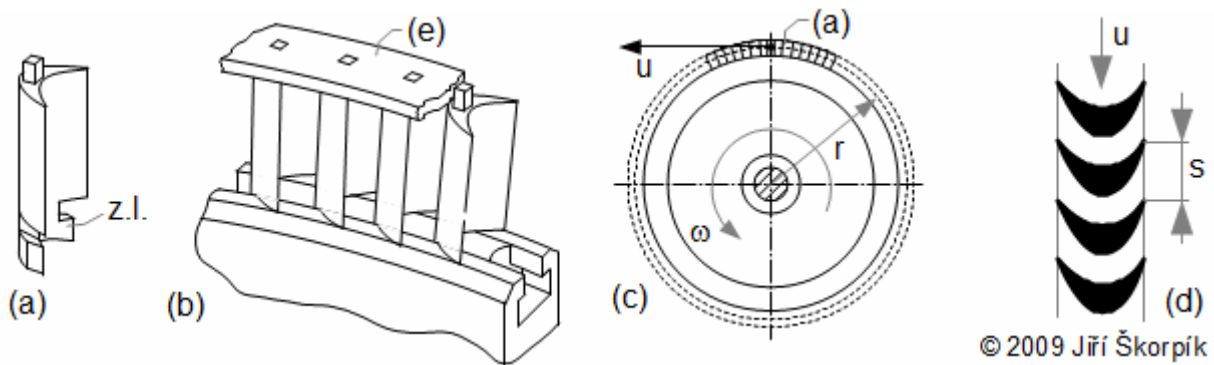 (e)
z.l.
(a)
(b)
(a)
u
r
ω
(c)
u
s
(d)
© 2009 Jiří Škorpík